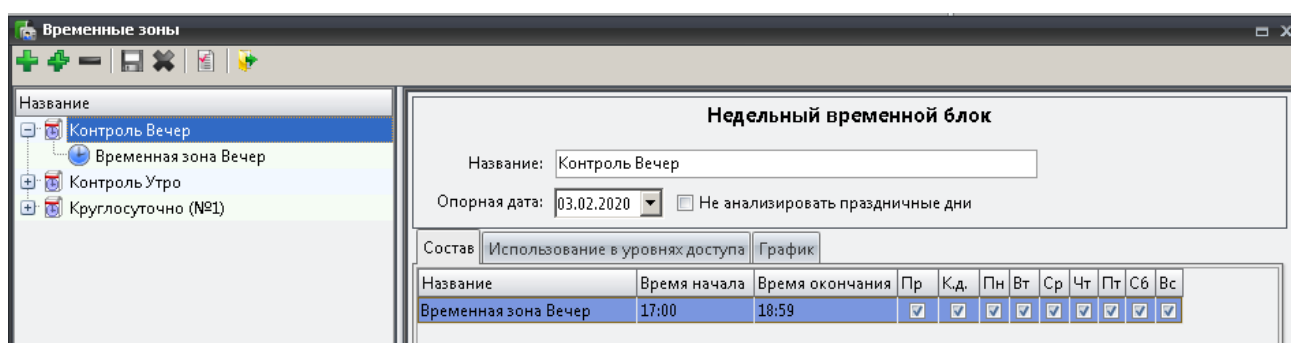 Временные зоны
Название
Контроль Вечер
Временная зона Вечер
Контроль Утро
Круглосуточно (№1)
Недельный временной блок
Название: Контроль Вечер
Опорная дата: 03.02.2020 Не анализировать праздничные дни
Состав Использование в уровнях доступа График
Название Время начала Время окончания Пр К.д. Пн Вт Ср Чт Пт Сб Вс
Временная зона Вечер 17:00 18:59